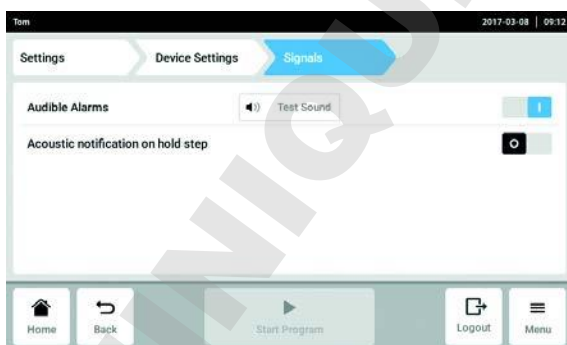 Tom 2017-03-08 | 09:12
Settings Device Settings Signals
Audible Alarms Test Sound
Acoustic notification on hold step
Home Back Start Program Logout Menu